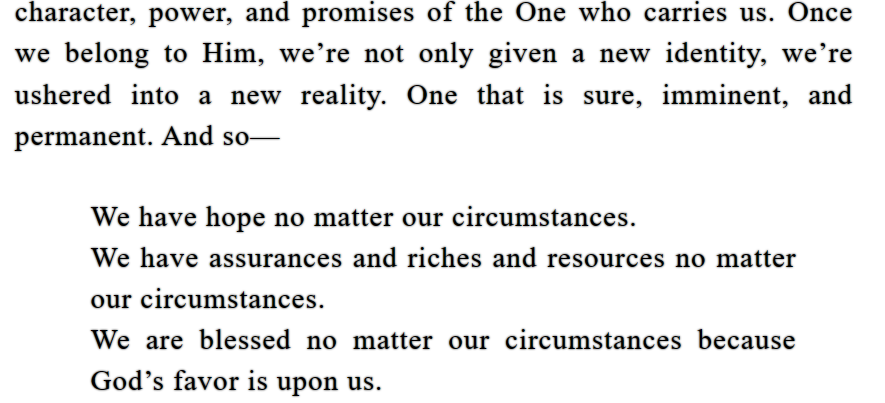 character, power, and promises of the One who carries us. Once
we belong to Him, we’re not only given a new identity, we’re
ushered into a new reality. One that is sure, imminent, and
permanent. And so—
We have hope no matter our circumstances.
We have assurances and riches and resources no matter
our circumstances.
We are blessed no matter our circumstances because
God’s favor is upon us.